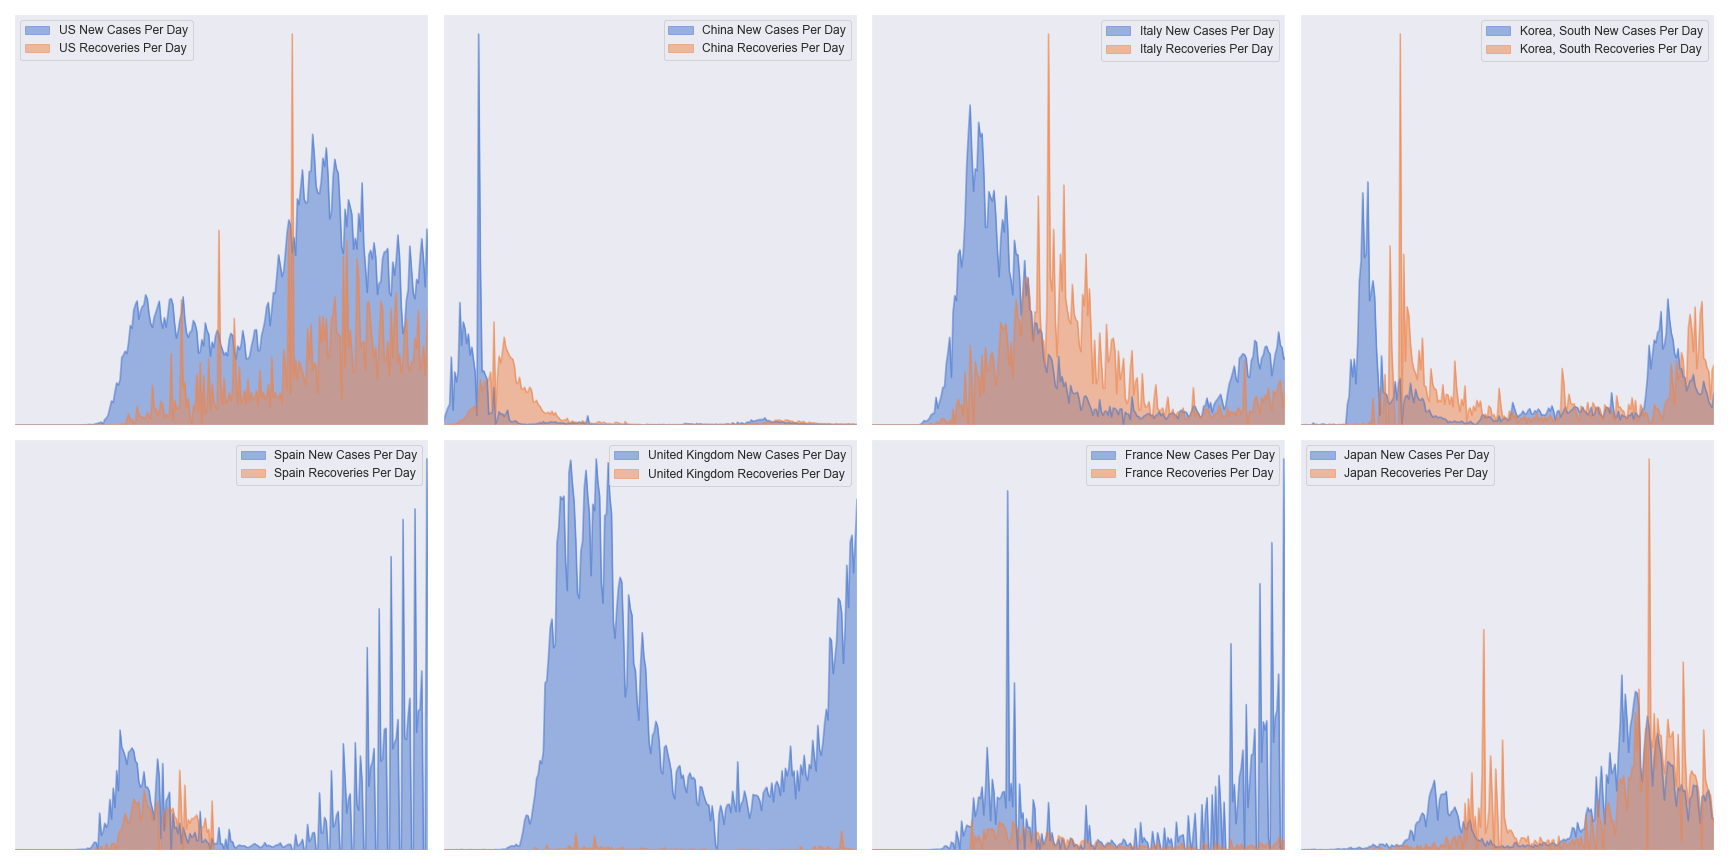 US New Cases Per Day
US Recoveries Per Day
China New Cases Per Day
China Recoveries Per Day
Italy New Cases Per Day
Italy Recoveries Per Day
Korea, South New Cases Per Day
Korea, South Recoveries Per Day
Spain New Cases Per Day
Spain Recoveries Per Day
United Kingdom New Cases Per Day
United Kingdom Recoveries Per Day
France New Cases Per Day
France Recoveries Per Day
Japan New Cases Per Day
Japan Recoveries Per Day